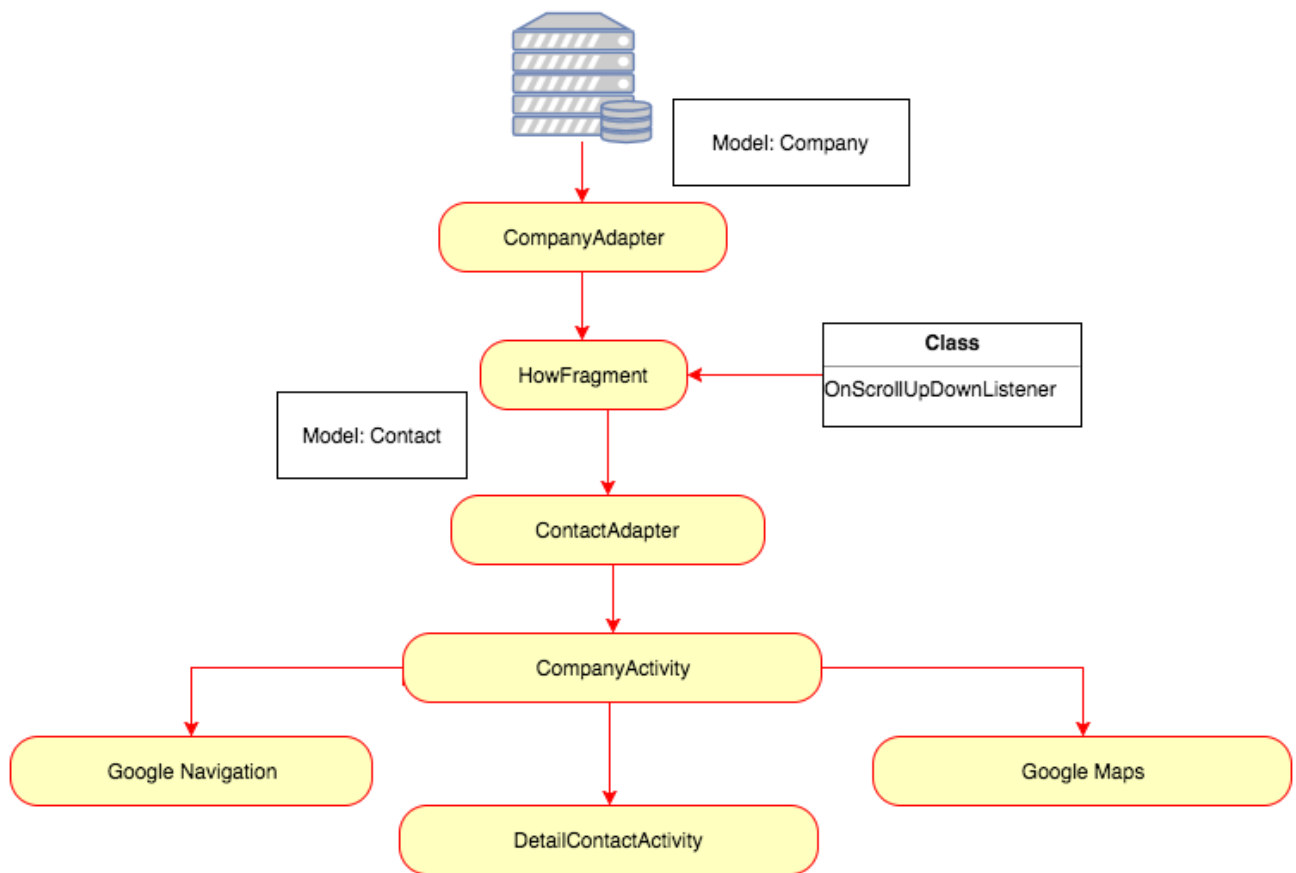 Model: Company
CompanyAdapter
Class
HowFragment
OnScrollUpDownListener
Model: Contact
ContactAdapter
CompanyActivity
Google Navigation
Google Maps
DetailContactActivity